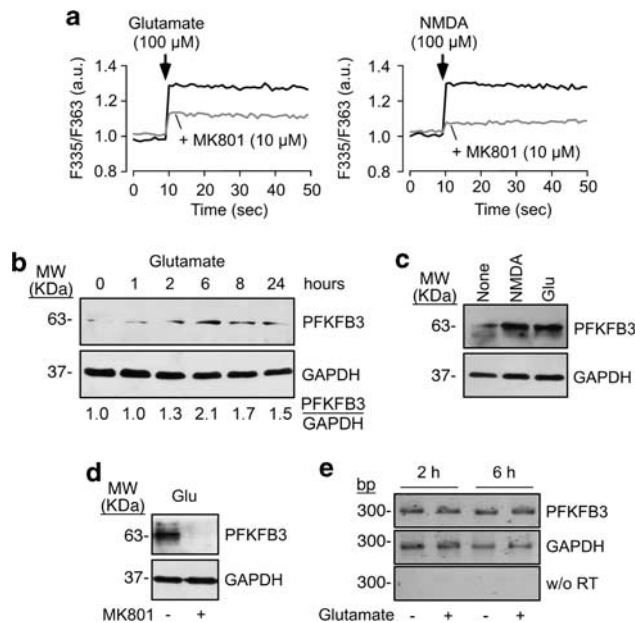 a
Glutamate
(100 µM)
F335/F363 (a.u.)
1.4
1.2
1.0
0.8
+ MK801 (10 µM)
0 10 20 30 40 50
Time (sec)
NMDA
(100 µM)
F335/F363 (a.u.)
1.4
1.2
1.0
0.8
+ MK801 (10 µM)
0 10 20 30 40 50
Time (sec)
b
MW
(KDa)
Glutamate
0 1 2 6 8 24 hours
63- PFKFB3
37- GAPDH
1.0 1.0 1.3 2.1 1.7 1.5
PFKFB3
GAPDH
c
MW
(KDa)
None
NMDA
Glu
63- PFKFB3
37- GAPDH
d
MW
(KDa)
Glu
63- PFKFB3
37- GAPDH
MK801 - +
e
bp
2 h 6 h
300- PFKFB3
300- GAPDH
300- w/o RT
Glutamate - + - +